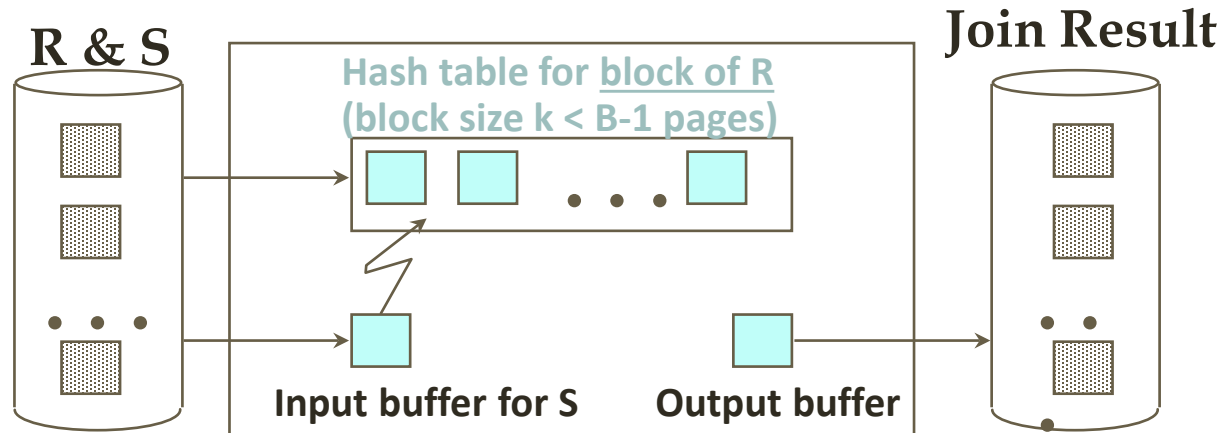 R & S
Join Result
Hash table for block of R
(block size k < B-1 pages)
• • •
• • •
• •
Input buffer for S
Output buffer
•